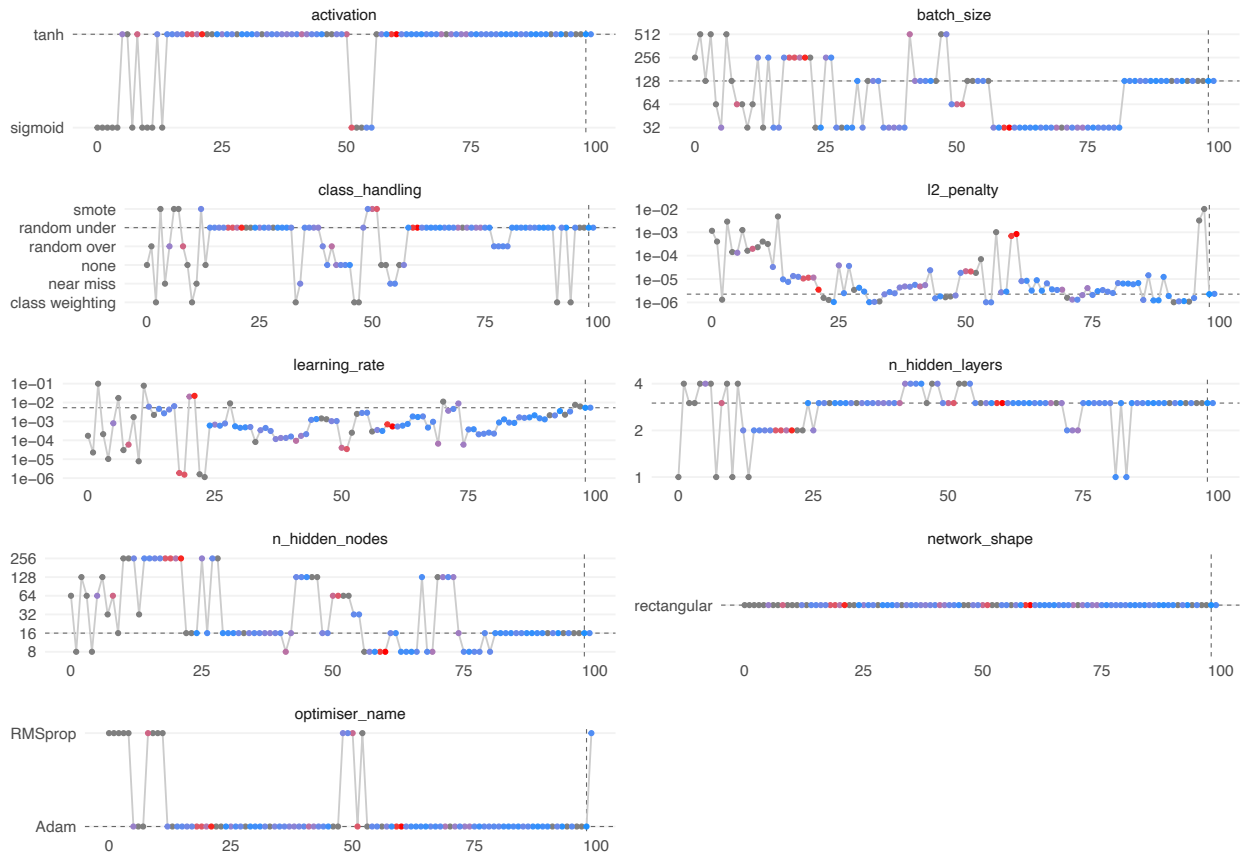 activation
tanh
sigmoid
0 25 50 75 100
batch_size
512
256
128
64
32
0 25 50 75 100
class_handling
smote
random under
random over
none
near miss
class weighting
0 25 50 75 100
l2_penalty
1e−02
1e−03
1e−04
1e−05
1e−06
0 25 50 75 100
learning_rate
1e−01
1e−02
1e−03
1e−04
1e−05
1e−06
0 25 50 75 100
n_hidden_layers
4
2
1
0 25 50 75 100
n_hidden_nodes
256
128
64
32
16
8
0 25 50 75 100
network_shape
rectangular
0 25 50 75 100
optimiser_name
RMSprop
Adam
0 25 50 75 100